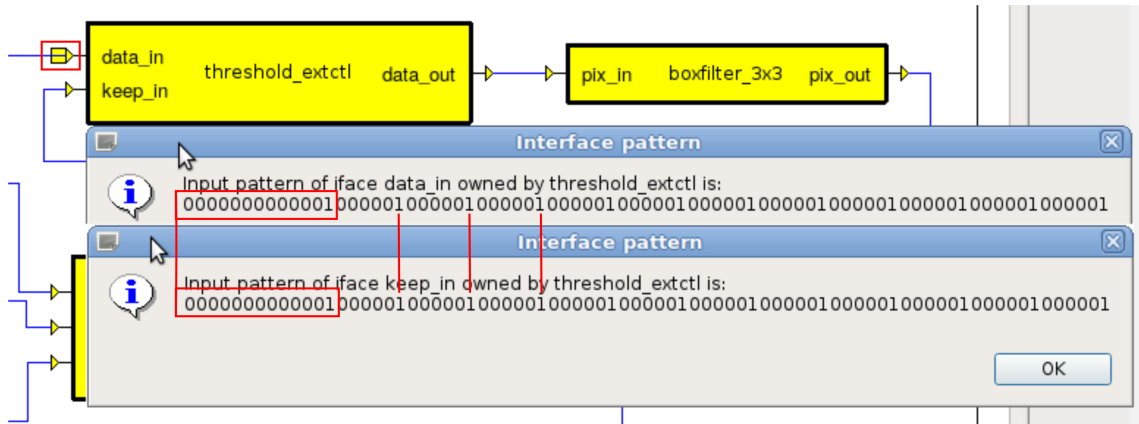 data_in
keep_in
threshold_extctl
data_out
pix_in
boxfilter_3x3
pix_out
Interface pattern
Input pattern of iface data_in owned by threshold_extctl is:
0000000000001000001000001000001000001000001000001000001000001000001000001000001
Interface pattern
Input pattern of iface keep_in owned by threshold_extctl is:
0000000000001000001000001000001000001000001000001000001000001000001000001000001
OK